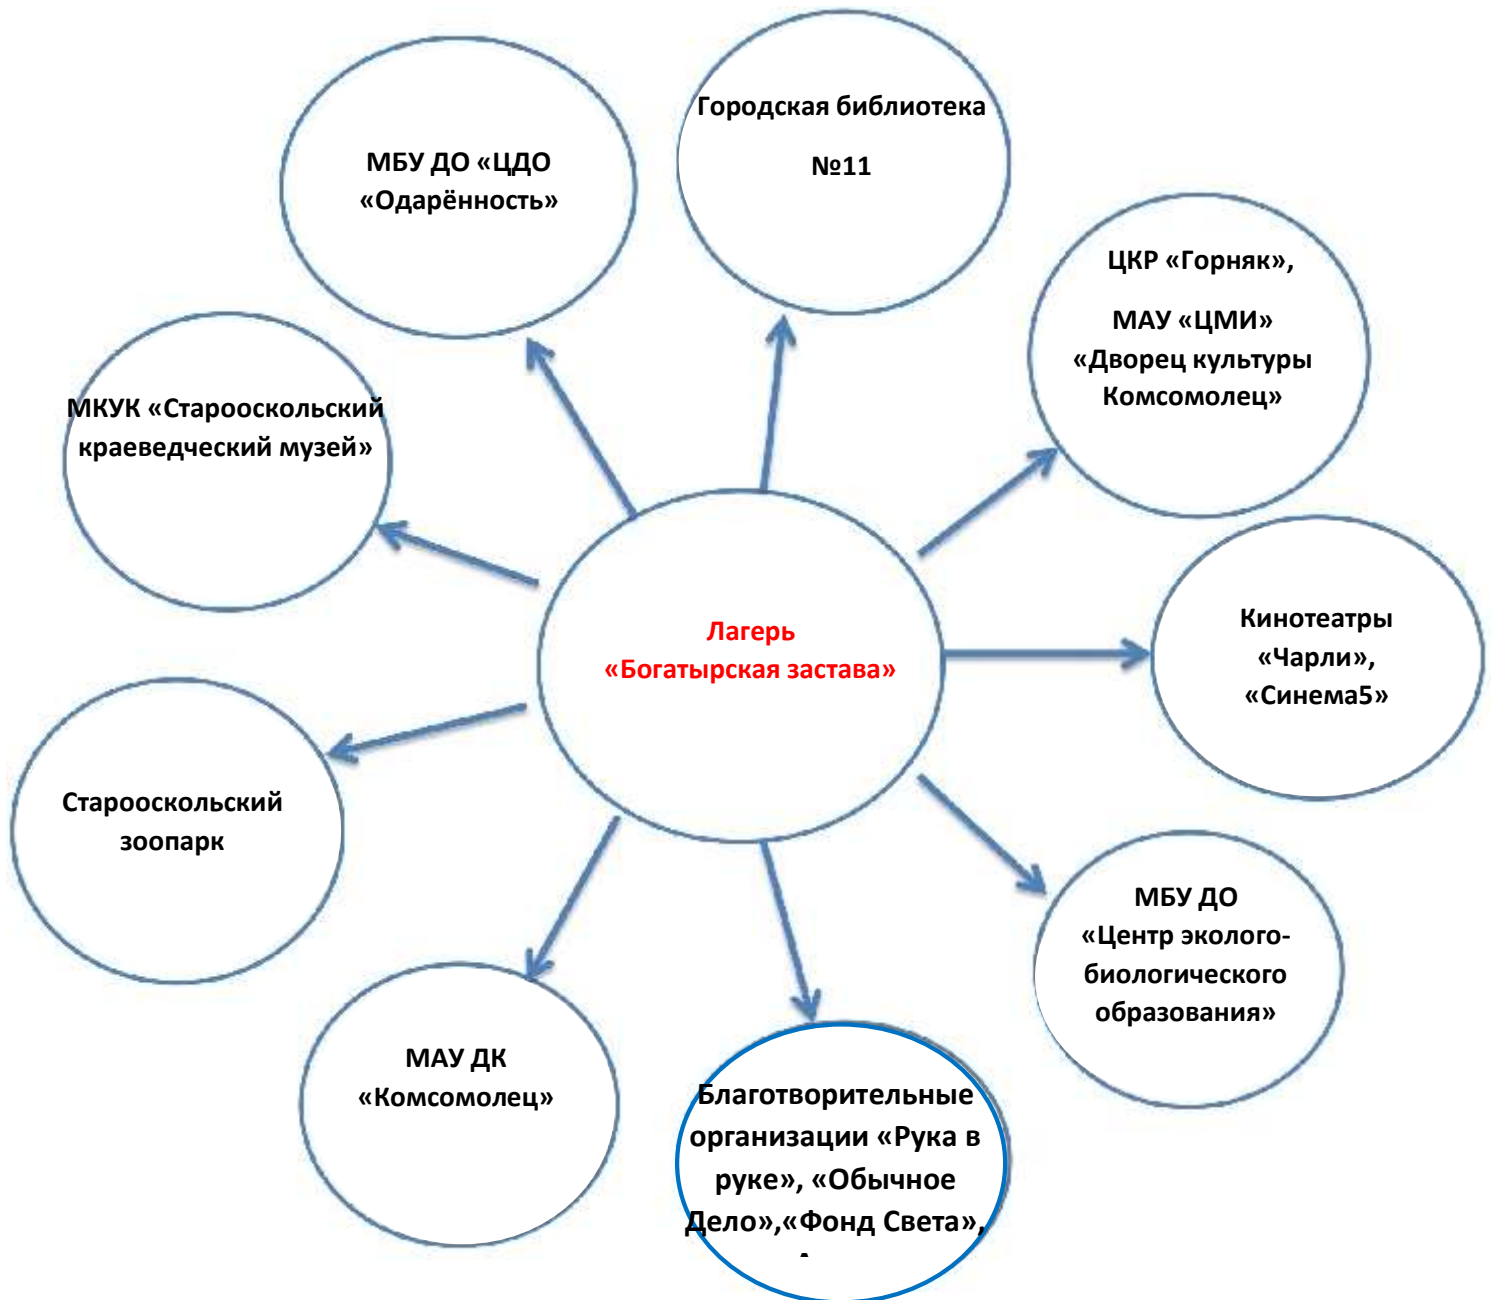 Городская библиотека
№11
МБУ ДО «ЦДО
«Одарённость»
ЦКР «Горняк»,
МАУ «ЦМИ»
«Дворец культуры
Комсомолец»
МКУК «Старооскольский
краеведческий музей»
Лагерь
«Богатырская застава»
Кинотеатры
«Чарли»,
«Синема5»
Старооскольский
зоопарк
МБУ ДО
«Центр эколого-
биологического
образования»
МАУ ДК
«Комсомолец»
Благотворительные
организации «Рука в
руке», «Обычное
Дело»,«Фонд Света»,